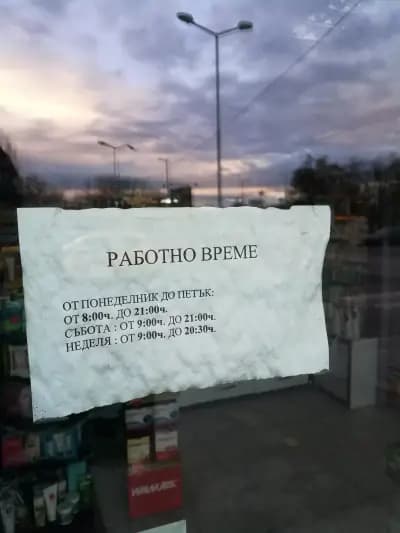 РАБОТНО ВРЕМЕ
ОТ ПОНЕДЕЛНИК ДО ПЕТЪК:
ОТ 8:00ч. ДО 21:00ч.
СЪБОТА : ОТ 9:00ч. ДО 21:00ч.
НЕДЕЛЯ : ОТ 9:00ч. ДО 20:30ч.